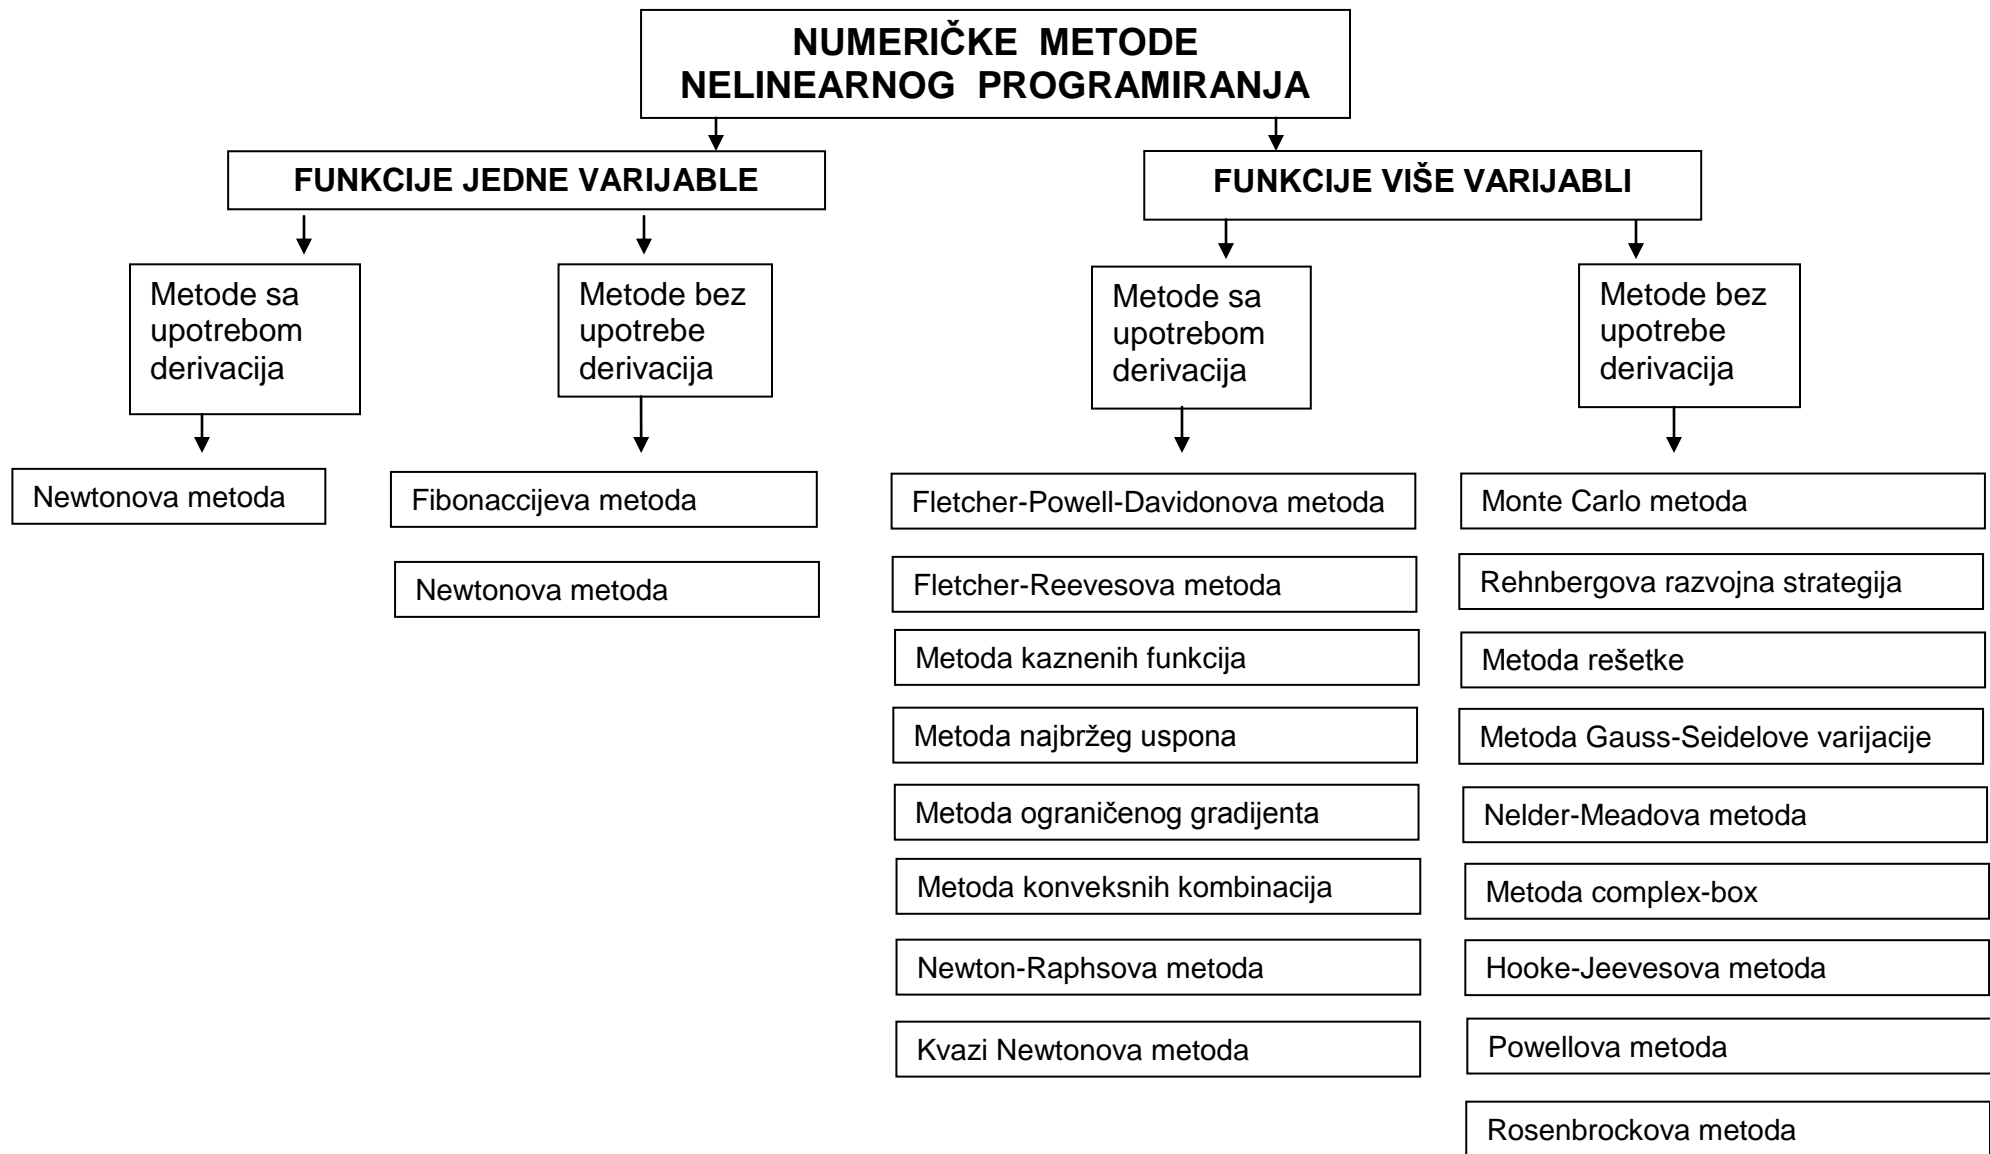 NUMERIČKE METODE
NELINEARNOG PROGRAMIRANJA
FUNKCIJE JEDNE VARIJABLE
FUNKCIJE VIŠE VARIJABLI
Metode sa
upotrebom
derivacija
Metode bez
upotrebe
derivacija
Metode sa
upotrebom
derivacija
Metode bez
upotrebe
derivacija
Newtonova metoda
Fibonaccijeva metoda
Newtonova metoda
Fletcher-Powell-Davidonova metoda
Fletcher-Reevesova metoda
Metoda kaznenih funkcija
Metoda najbržeg uspona
Metoda ograničenog gradijenta
Metoda konveksnih kombinacija
Newton-Raphsova metoda
Kvazi Newtonova metoda
Monte Carlo metoda
Rehnbergova razvojna strategija
Metoda rešetke
Metoda Gauss-Seidelove varijacije
Nelder-Meadova metoda
Metoda complex-box
Hooke-Jeevesova metoda
Powellova metoda
Rosenbrockova metoda